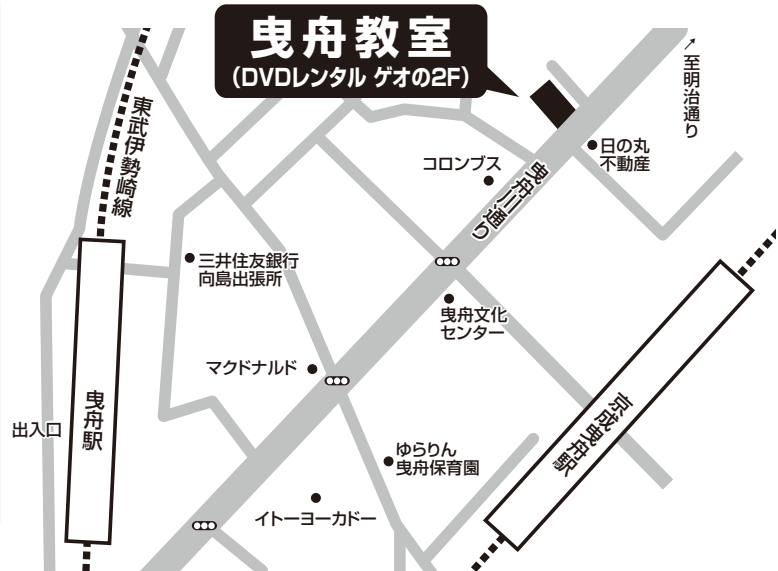 曳舟教室
（DVDレンタル ゲオの2F）
↗至明治通り
東武伊勢崎線
日の丸
不動産
コロンブス
曳舟川通り
三井住友銀行
向島出張所
曳舟文化
センター
マクドナルド
曳舟駅
出入口
京成曳舟駅
ゆらりん
曳舟保育園
イトーヨーカドー